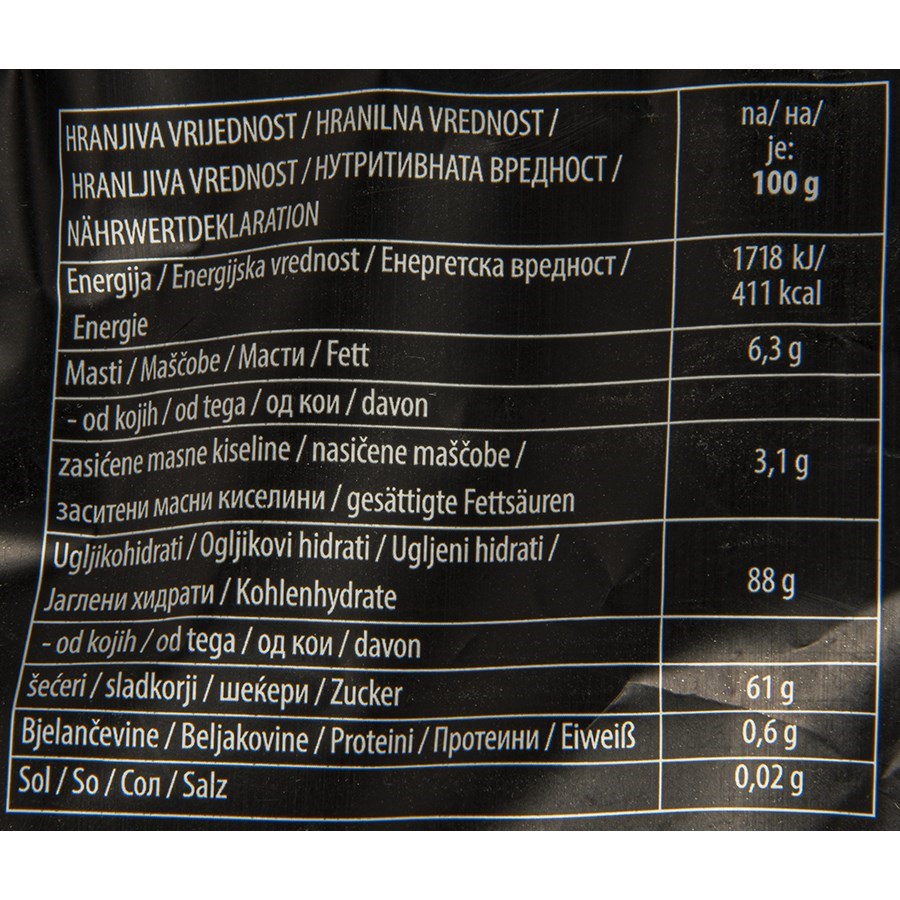 HRANJIVA VRIJEDNOST / HRANILNA VREDNOST /
HRANLJIVA VREDNOST / НУТРИТИВНАТА ВРЕДНОСТ /
NÄHRWERTDEKLARATION
na/ на/
je:
100 g
Energija / Energijska vrednost / Енергетска вредност /
Energie
1718 kJ/
411 kcal
Masti / Maščobe / Масти / Fett
6,3 g
- od kojih / od tega / од кои / davon
zasićene masne kiseline / nasičene maščobe /
заситени масни киселини / gesättigte Fettsäuren
3,1 g
Ugljikohidrati / Ogljikovi hidrati / Ugljeni hidrati /
Јаглени хидрати / Kohlenhydrate
88 g
- od kojih / od tega / од кои / davon
šećeri / sladkorji / шеќери / Zucker
61 g
Bjelančevine / Beljakovine / Proteini / Протеини / Eiweiß
0,6 g
Sol / So / Сол / Salz
0,02 g